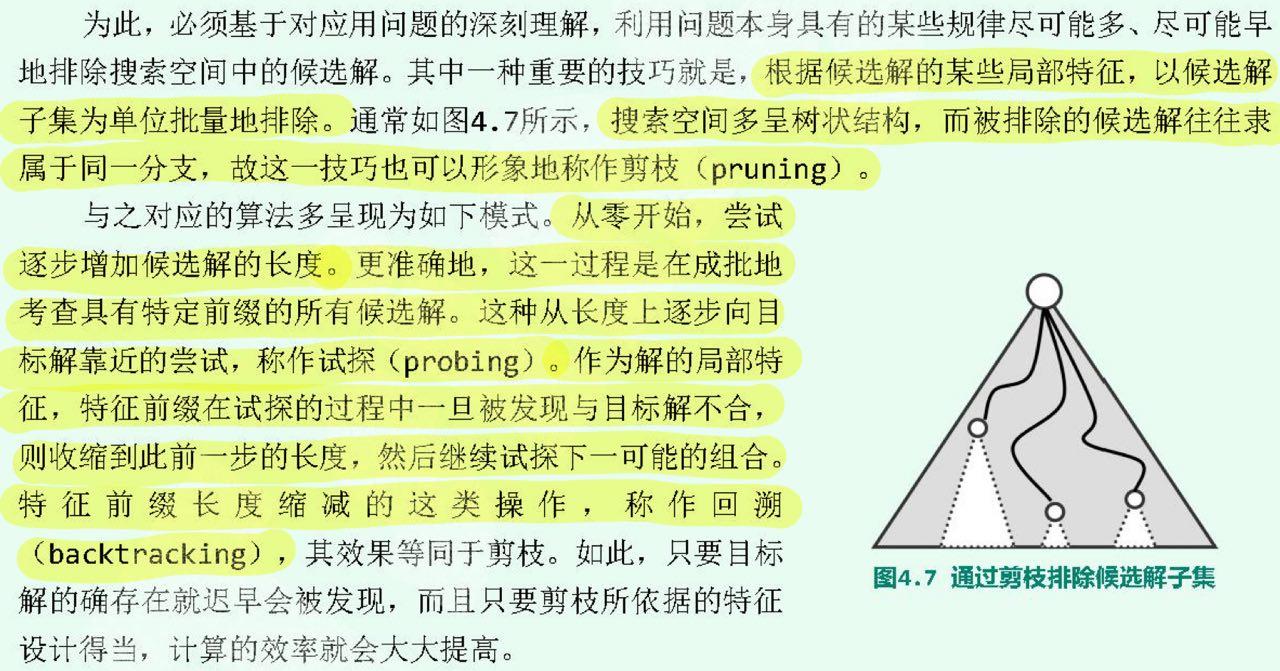 为此，必须基于对应用问题的深刻理解，利用问题本身具有的某些规律尽可能多、尽可能早
地排除搜索空间中的候选解。其中一种重要的技巧就是，根据候选解的某些局部特征，以候选解
子集为单位批量地排除。通常如图4.7所示，搜索空间多呈树状结构，而被排除的候选解往往隶
属于同一分支，故这一技巧也可以形象地称作剪枝（pruning）。
与之对应的算法多呈现为如下模式。从零开始，尝试
逐步增加候选解的长度。更准确地，这一过程是在成批地
考查具有特定前缀的所有候选解。这种从长度上逐步向目
标解靠近的尝试，称作试探（probing）。作为解的局部特
征，特征前缀在试探的过程中一旦被发现与目标解不合，
则收缩到此前一步的长度，然后继续试探下一可能的组合。
特征前缀长度缩减的这类操作，称作回溯
（backtracking），其效果等同于剪枝。如此，只要目标
解的确存在就迟早会被发现，而且只要剪枝所依据的特征
设计得当，计算的效率就会大大提高。
图4.7 通过剪枝排除候选解子集